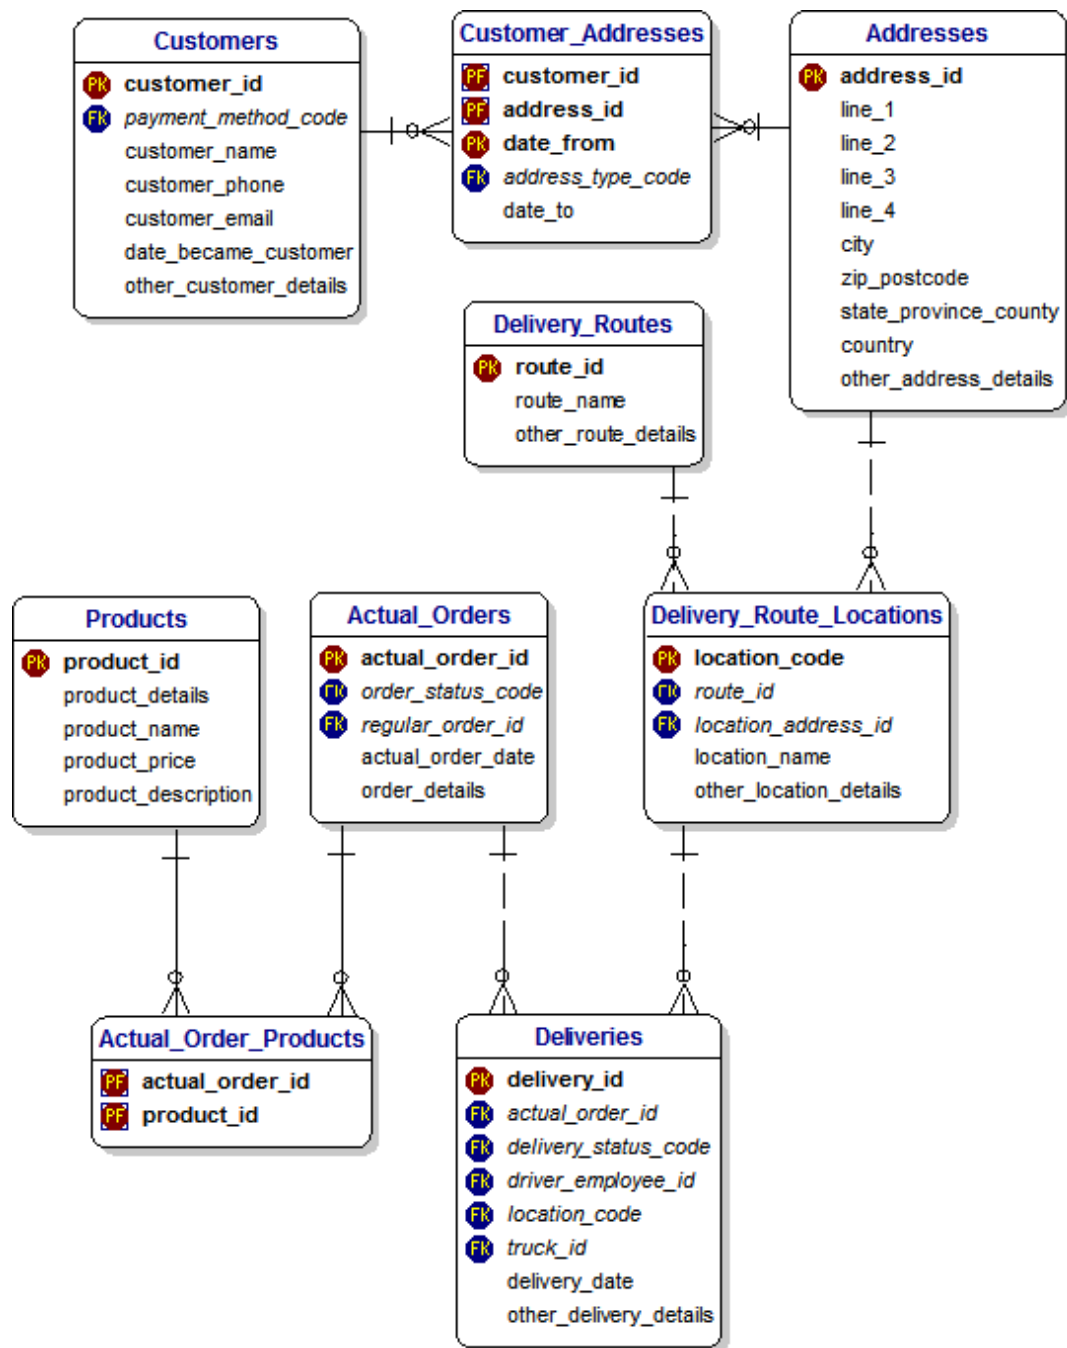 Customers
PK customer_id
FK payment_method_code
customer_name
customer_phone
customer_email
date_became_customer
other_customer_details
Customer_Addresses
PF customer_id
PF address_id
PK date_from
FK address_type_code
date_to
Addresses
PK address_id
line_1
line_2
line_3
line_4
city
zip_postcode
state_province_county
country
other_address_details
Delivery_Routes
PK route_id
route_name
other_route_details
Products
PK product_id
product_details
product_name
product_price
product_description
Actual_Orders
PK actual_order_id
FK order_status_code
FK regular_order_id
actual_order_date
order_details
Delivery_Route_Locations
PK location_code
FK route_id
FK location_address_id
location_name
other_location_details
Actual_Order_Products
PF actual_order_id
PF product_id
Deliveries
PK delivery_id
FK actual_order_id
FK delivery_status_code
FK driver_employee_id
FK location_code
FK truck_id
delivery_date
other_delivery_details